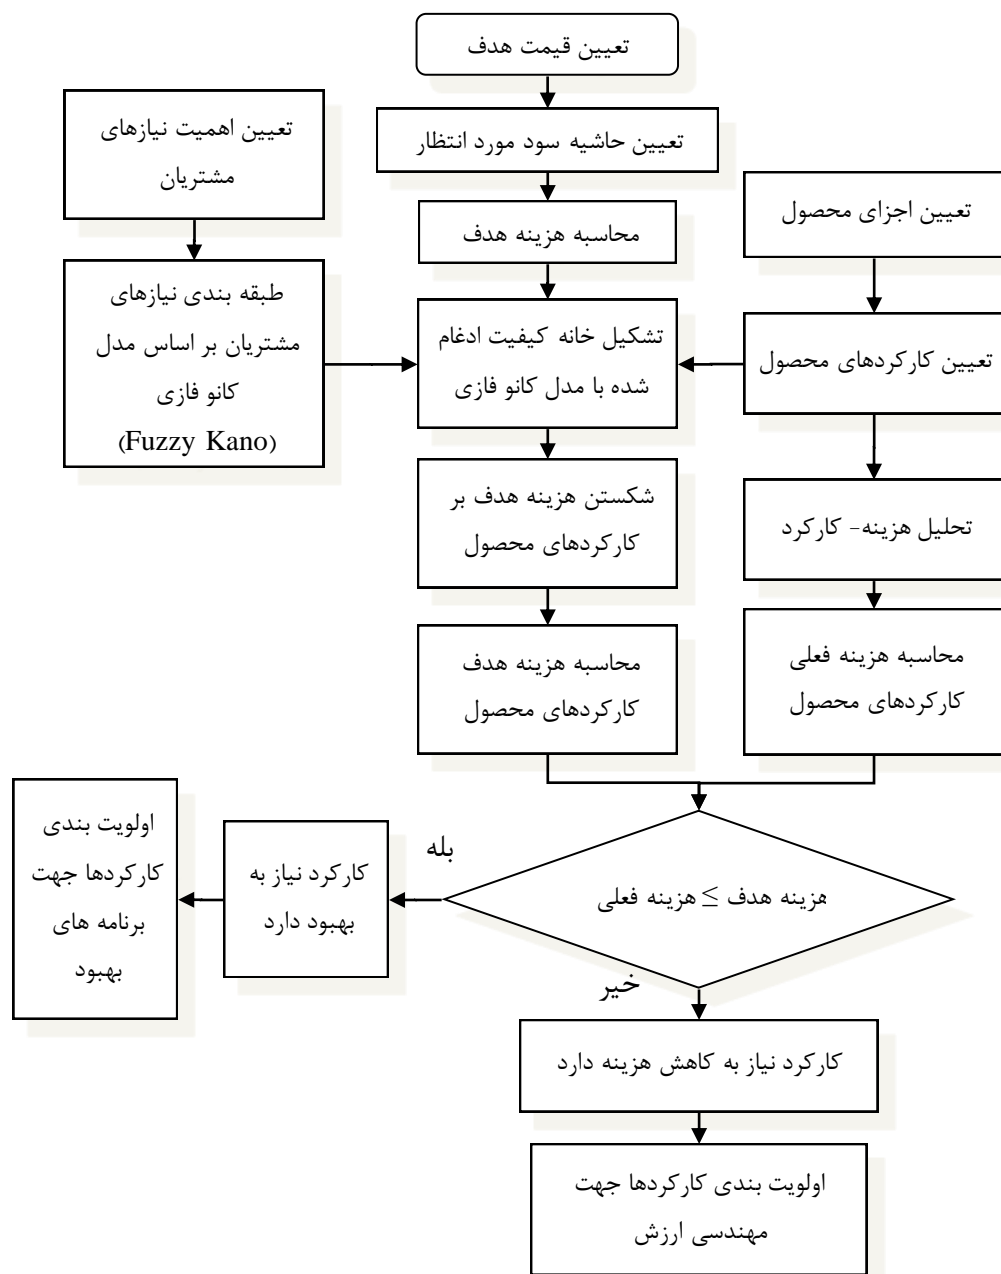 تعیین قیمت هدف
تعیین اهمیت نیازهای
مشتریان
تعیین حاشیه سود مورد انتظار
تعیین اجزای محصول
محاسبه هزینه هدف
طبقه بندی نیازهای
مشتریان بر اساس مدل
کانو فازی
(Fuzzy Kano)
تشکیل خانه کیفیت ادغام
شده با مدل کانو فازی
تعیین کارکردهای محصول
شکستن هزینه هدف بر
کارکردهای محصول
تحلیل هزینه- کارکرد
محاسبه هزینه هدف
کارکردهای محصول
محاسبه هزینه فعلی
کارکردهای محصول
هزینه هدف ≥ هزینه فعلی
بله
کارکرد نیاز به
بهبود دارد
اولویت بندی
کارکردها جهت
برنامه های
بهبود
خیر
کارکرد نیاز به کاهش هزینه دارد
اولویت بندی کارکردها جهت
مهندسی ارزش